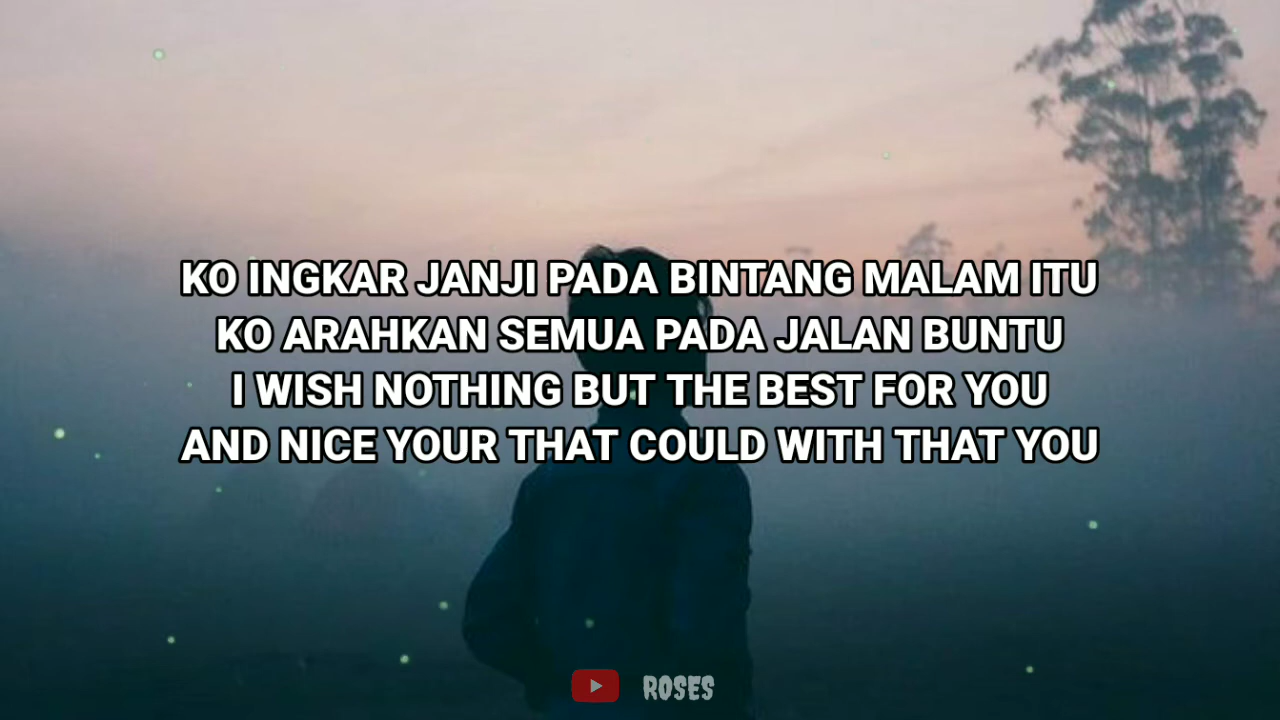 KO INGKAR JANJI PADA BINTANG MALAM ITU
KO ARAHKAN SEMUA PADA JALAN BUNTU
I WISH NOTHING BUT THE BEST FOR YOU
AND NICE YOUR THAT COULD WITH THAT YOU
ROSES